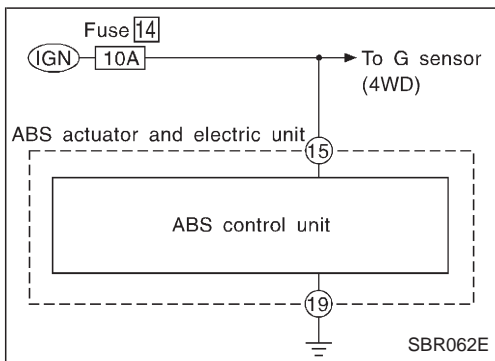 Fuse 14
IGN 10A To G sensor
(4WD)
ABS actuator and electric unit
15
ABS control unit
19
SBR062E